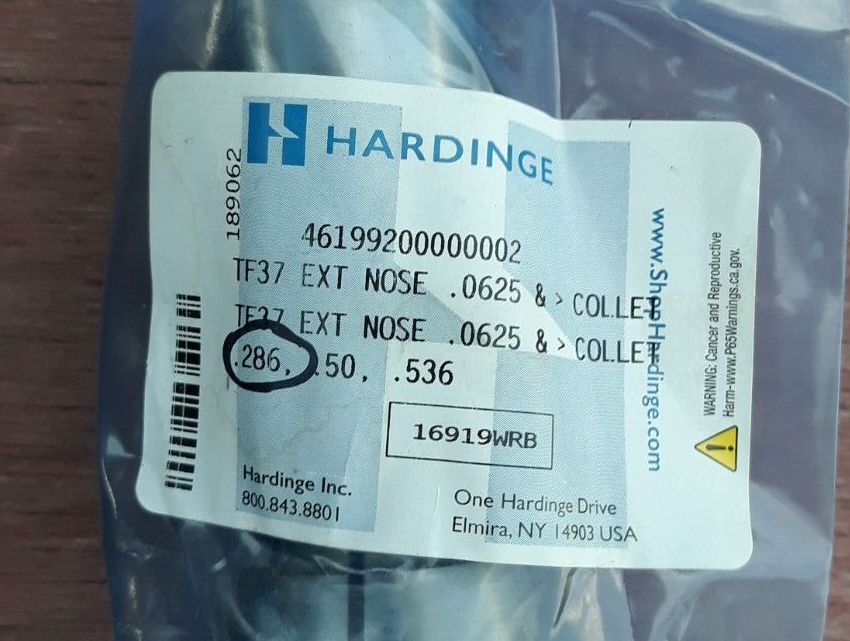 HARDINGE
189062
46199200000002
TF37 EXT NOSE .0625 & > COLLET
TF37 EXT NOSE .0625 & > COLLET
.286, .50, .536
16919WRB
Hardinge Inc.
800.843.8801
One Hardinge Drive
Elmira, NY 14903 USA
www.ShopHardinge.com
WARNING: Cancer and Reproductive
Harm-www.P65Warnings.ca.gov.